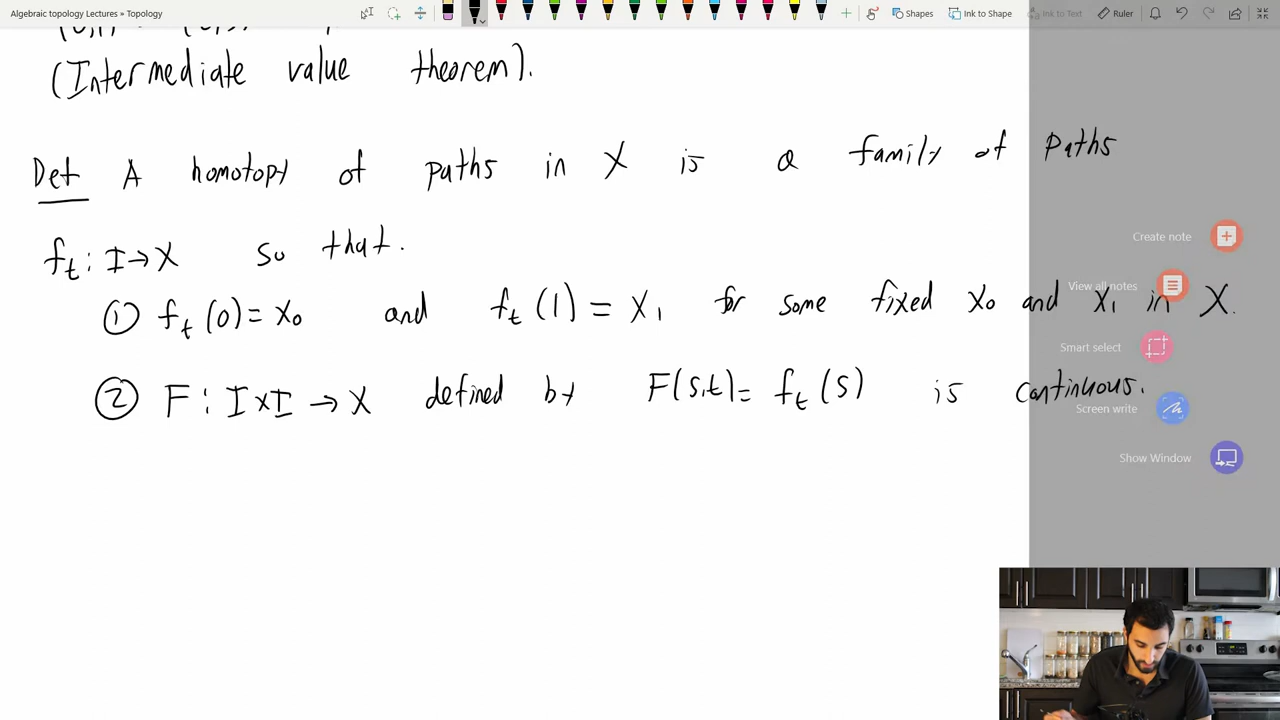 Algebraic topology Lectures » Topology
Shapes
Ink to Shape
Ink to Text
Ruler
(Intermediate value theorem).
Def A homotopy of paths in X is a family of paths
f_t : I → X so that.
① f_t(0) = x_0 and f_t(1) = x_1 for some fixed x_0 and x_1 in X.
② F : I × I → X defined by F(s,t) = f_t(s) is continuous.
Create note
View all notes
Smart select
Screen write
Show Window